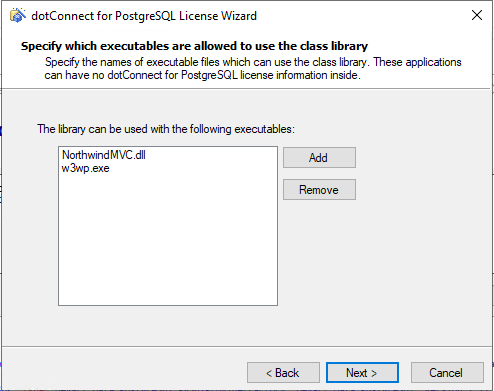 dotConnect for PostgreSQL License Wizard
Specify which executables are allowed to use the class library
Specify the names of executable files which can use the class library. These applications
can have no dotConnect for PostgreSQL license information inside.
The library can be used with the following executables:
NorthwindMVC.dll
w3wp.exe
Add
Remove
< Back
Next >
Cancel